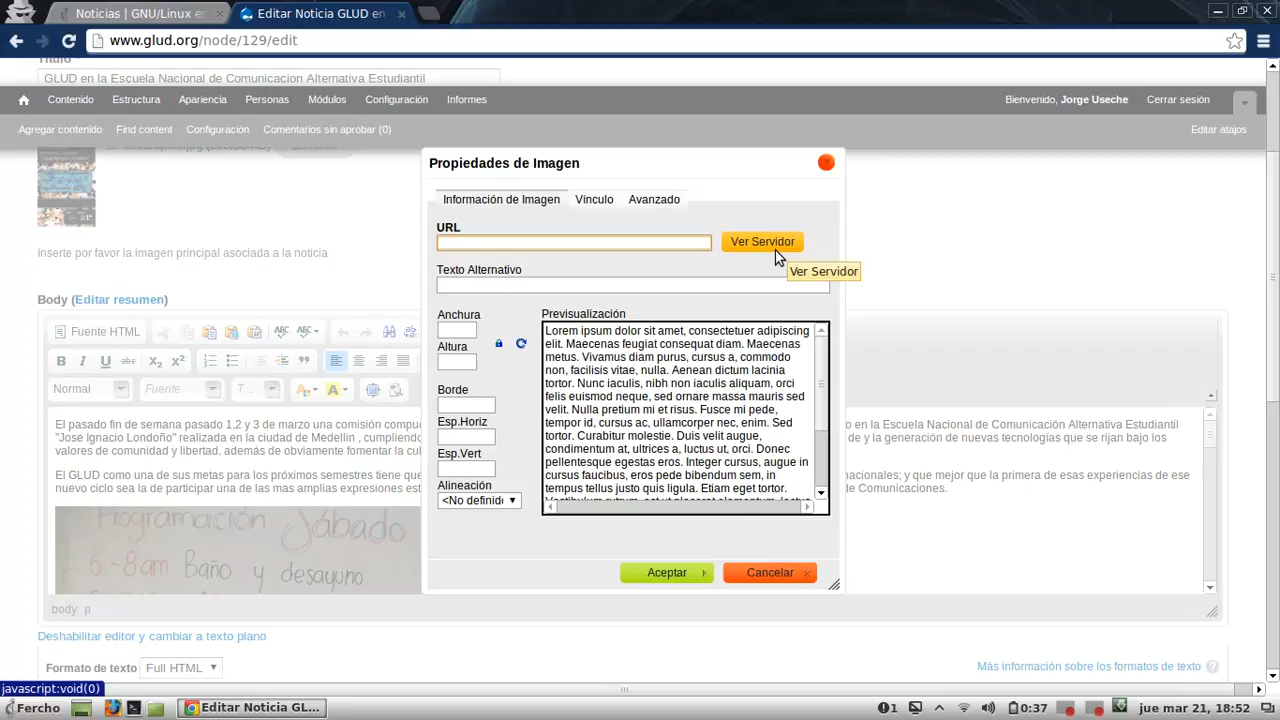 Noticias | GNU/Linux en
Editar Noticia GLUD en
www.glud.org/node/129/edit
Título *
GLUD en la Escuela Nacional de Comunicacion Alternativa Estudiantil
Contenido Estructura Apariencia Personas Módulos Configuración Informes
Bienvenido, Jorge Useche Cerrar sesión
Agregar contenido Find content Configuración Comentarios sin aprobar (0)
Editar atajos
Propiedades de Imagen
Información de Imagen Vínculo Avanzado
URL
Ver Servidor
Ver Servidor
Texto Alternativo
Inserte por favor la imagen principal asociada a la noticia
Body (Editar resumen)
Anchura
Altura
Borde
Esp.Horiz
Esp.Vert
Alineación
<No definido
Previsualización
Lorem ipsum dolor sit amet, consectetuer adipiscing
elit. Maecenas feugiat consequat diam. Maecenas
metus. Vivamus diam purus, cursus a, commodo
non, facilisis vitae, nulla. Aenean dictum lacinia
tortor. Nunc iaculis, nibh non iaculis aliquam, orci
felis euismod neque, sed ornare massa mauris sed
velit. Nulla pretium mi et risus. Fusce mi pede,
tempor id, cursus ac, ullamcorper nec, enim. Sed
tortor. Curabitur molestie. Duis velit augue,
condimentum at, ultrices a, luctus ut, orci. Donec
pellentesque egestas eros. Integer cursus, augue in
cursus faucibus, eros pede bibendum sem, in
tempus tellus justo quis ligula. Etiam eget tortor.
Aceptar
Cancelar
Fuente HTML
Normal
Fuente
T...
El pasado fin de semana pasado 1,2 y 3 de marzo una comisión
o en la Escuela Nacional de Comunicación Alternativa Estudiantil
"Jose Ignacio Londoño" realizada en la ciudad de Medellin ,
de y la generación de nuevas tecnologías que se rijan bajo los
valores de comunidad y libertad, además de obviamente fomentar la
El GLUD como una de sus metas para los próximos semestres tiene
nacionales; y que mejor que la primera de esas experiencias de ese
nuevo ciclo sea la de participar una de las mas amplias expresiones
de Comunicaciones.
Jábado
6-8am Baño y desayuno
body p
Deshabilitar editor y cambiar a texto plano
Formato de texto Full HTML
Más información sobre los formatos de texto
javascript:void(0)
Fercho
Editar Noticia GL...
1
0:37
jue mar 21, 18:52